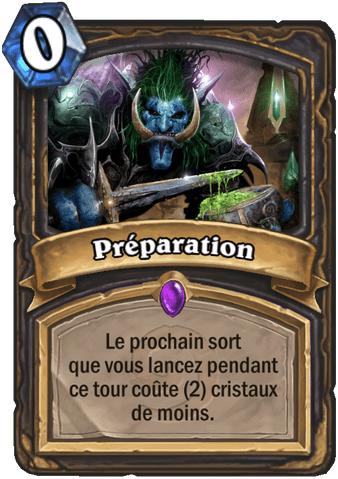 0
Préparation
Le prochain sort
que vous lancez pendant
ce tour coûte (2) cristaux
de moins.